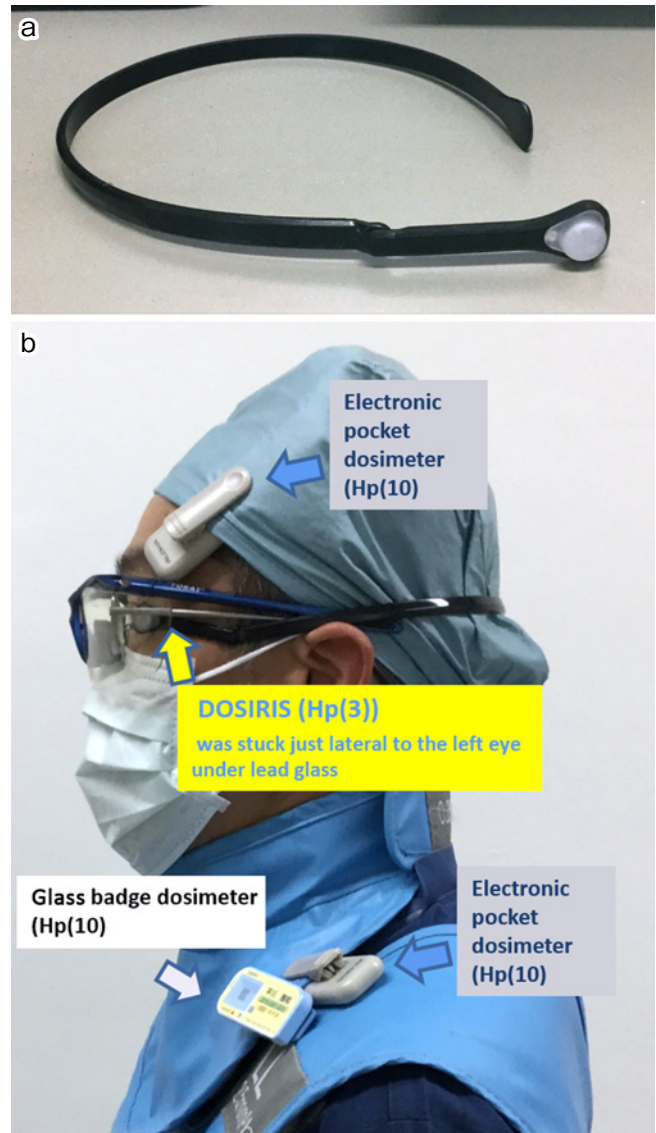 a
b
Electronic
pocket
dosimeter
(Hp(10)
DOSIRIS (Hp(3))
was stuck just lateral to the left eye
under lead glass
Glass badge dosimeter
(Hp(10)
Electronic
pocket
dosimeter
(Hp(10)